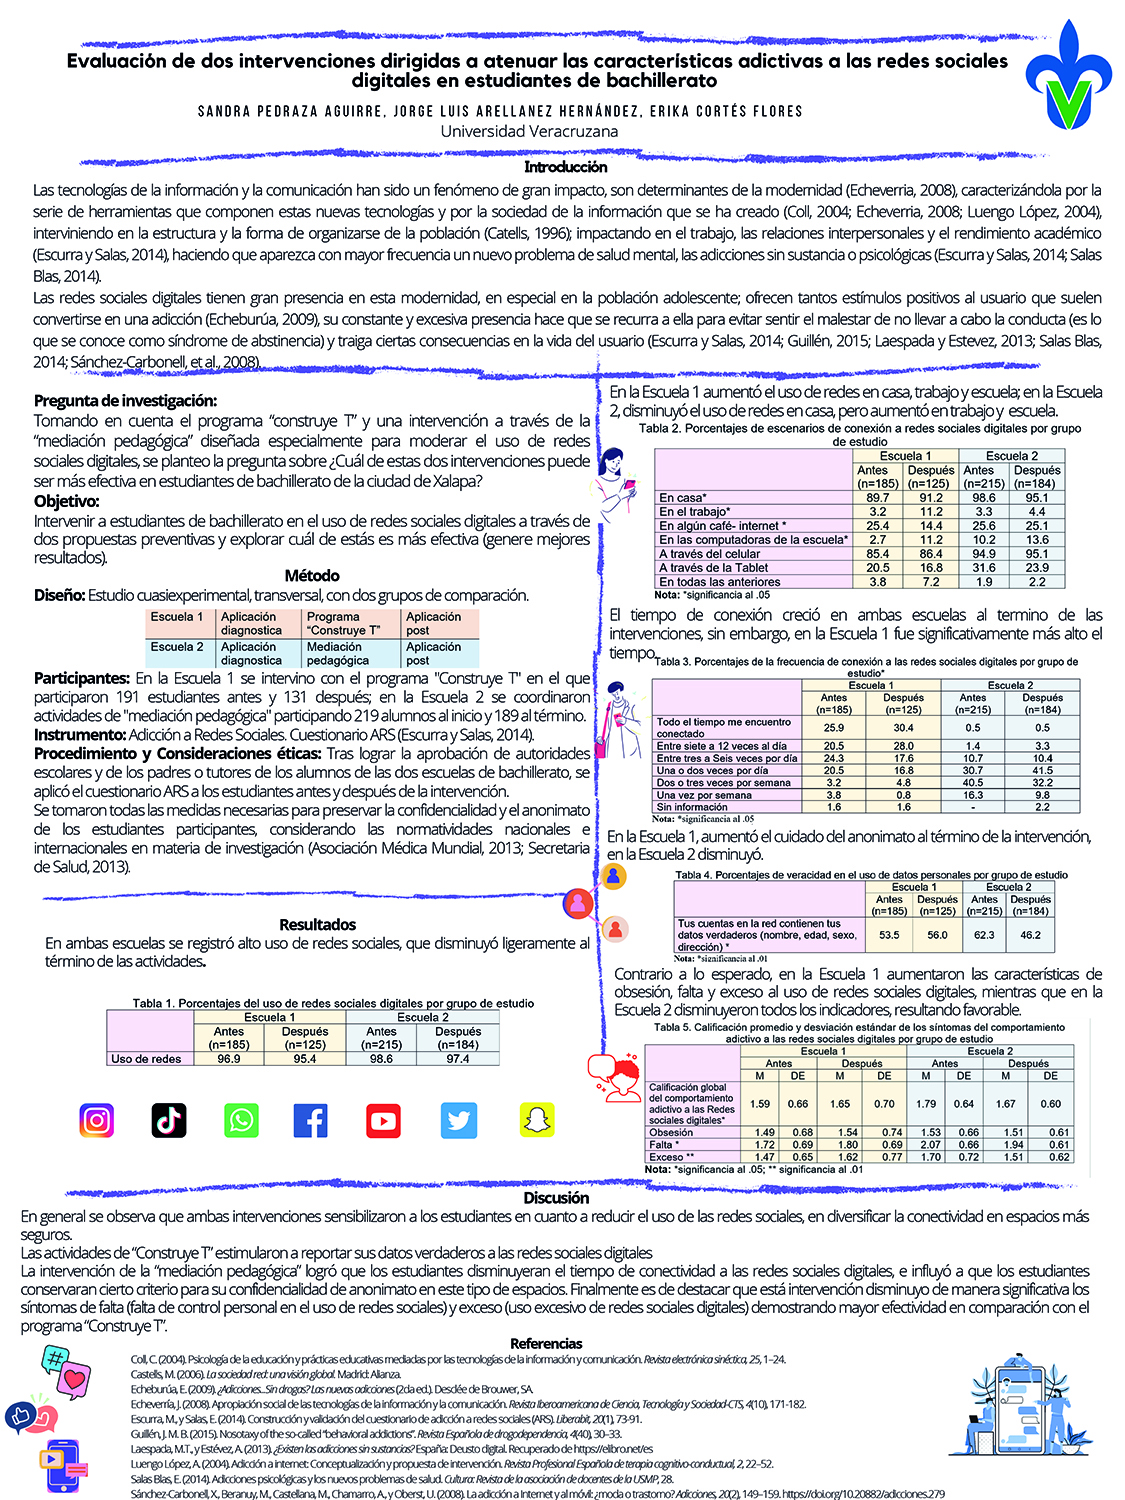 Evaluación de dos intervenciones dirigidas a atenuar las características adictivas a las redes sociales
digitales en estudiantes de bachillerato
SANDRA PEDRAZA AGUIRRE, JORGE LUIS ARELLANEZ HERNÁNDEZ, ERIKA CORTÉS FLORES
Universidad Veracruzana
Introducción
Las tecnologías de la información y la comunicación han sido un fenómeno de gran impacto, son determinantes de la modernidad (Echeverria, 2008), caracterizándola por la
serie de herramientas que componen estas nuevas tecnologías y por la sociedad de la información que se ha creado (Coll, 2004; Echeverria, 2008; Luengo López, 2004),
interviniendo en la estructura y la forma de organizarse de la población (Catells, 1996); impactando en el trabajo, las relaciones interpersonales y el rendimiento académico
(Escurra y Salas, 2014), haciendo que aparezca con mayor frecuencia un nuevo problema de salud mental, las adicciones sin sustancia o psicológicas (Escurra y Salas, 2014; Salas
Blas, 2014).
Las redes sociales digitales tienen gran presencia en esta modernidad, en especial en la población adolescente; ofrecen tantos estímulos positivos al usuario que suelen
convertirse en una adicción (Echeburúa, 2009), su constante y excesiva presencia hace que se recurra a ella para evitar sentir el malestar de no llevar a cabo la conducta (es lo
que se conoce como síndrome de abstinencia) y traiga ciertas consecuencias en la vida del usuario (Escurra y Salas, 2014; Guillén, 2015; Laespada y Estevez, 2013; Salas Blas,
2014; Sánchez-Carbonell, et al., 2008).
Pregunta de investigación:
Tomando en cuenta el programa "construye T" y una intervención a través de la
"mediación pedagógica" diseñada especialmente para moderar el uso de redes
sociales digitales, se planteo la pregunta sobre ¿Cuál de estas dos intervenciones puede
ser más efectiva en estudiantes de bachillerato de la ciudad de Xalapa?
Objetivo:
Intervenir a estudiantes de bachillerato en el uso de redes sociales digitales a través de
dos propuestas preventivas y explorar cuál de estás es más efectiva (genere mejores
resultados).
Método
Diseño: Estudio cuasiexperimental, transversal, con dos grupos de comparación.
Escuela 1 Aplicación diagnostica Programa "Construye T" Aplicación post
Escuela 2 Aplicación diagnostica Mediación pedagógica Aplicación post
Participantes: En la Escuela 1 se intervino con el programa "Construye T" en el que
participaron 191 estudiantes antes y 131 después; en la Escuela 2 se coordinaron
actividades de "mediación pedagógica" participando 219 alumnos al inicio y 189 al término.
Instrumento: Adicción a Redes Sociales. Cuestionario ARS (Escurra y Salas, 2014).
Procedimiento y Consideraciones éticas: Tras lograr la aprobación de autoridades
escolares y de los padres o tutores de los alumnos de las dos escuelas de bachillerato, se
aplicó el cuestionario ARS a los estudiantes antes y después de la intervención.
Se tomaron todas las medidas necesarias para preservar la confidencialidad y el anonimato
de los estudiantes participantes, considerando las normatividades nacionales e
internacionales en materia de investigación (Asociación Médica Mundial, 2013; Secretaria
de Salud, 2013).
Resultados
En ambas escuelas se registró alto uso de redes sociales, que disminuyó ligeramente al
término de las actividades.
Tabla 1. Porcentajes del uso de redes sociales digitales por grupo de estudio
Escuela 1 Escuela 2
Antes (n=185) Después (n=125) Antes (n=215) Después (n=184)
Uso de redes 96.9 95.4 98.6 97.4
En la Escuela 1 aumentó el uso de redes en casa, trabajo y escuela; en la Escuela
2, disminuyó el uso de redes en casa, pero aumentó en trabajo y escuela.
Tabla 2. Porcentajes de escenarios de conexión a redes sociales digitales por grupo
de estudio
Escuela 1 Escuela 2
Antes (n=185) Después (n=125) Antes (n=215) Después (n=184)
En casa* 89.7 91.2 98.6 95.1
En el trabajo* 3.2 11.2 3.3 4.4
En algún café- internet * 25.4 14.4 25.6 25.1
En las computadoras de la escuela* 2.7 11.2 10.2 13.6
A través del celular 85.4 86.4 94.9 95.1
A través de la Tablet 20.5 16.8 31.6 23.9
En todas las anteriores 3.8 7.2 1.9 2.2
Nota: *significancia al .05
El tiempo de conexión creció en ambas escuelas al termino de las
intervenciones, sin embargo, en la Escuela 1 fue significativamente más alto el
tiempo.
Tabla 3. Porcentajes de la frecuencia de conexión a las redes sociales digitales por grupo de
estudio*
Escuela 1 Escuela 2
Antes (n=185) Después (n=125) Antes (n=215) Después (n=184)
Todo el tiempo me encuentro conectado 25.9 30.4 0.5 0.5
Entre siete a 12 veces al día 20.5 28.0 1.4 3.3
Entre tres a Seis veces por día 24.3 17.6 10.7 10.4
Una o dos veces por día 20.5 16.8 30.7 41.5
Dos o tres veces por semana 3.2 4.8 40.5 32.2
Una vez por semana 3.8 0.8 16.3 9.8
Sin información 1.6 1.6 - 2.2
Nota: *significancia al .05
En la Escuela 1, aumentó el cuidado del anonimato al término de la intervención,
en la Escuela 2 disminuyó.
Tabla 4. Porcentajes de veracidad en el uso de datos personales por grupo de estudio
Escuela 1 Escuela 2
Antes (n=185) Después (n=125) Antes (n=215) Después (n=184)
Tus cuentas en la red contienen tus datos verdaderos (nombre, edad, sexo, dirección) * 53.5 56.0 62.3 46.2
Nota: *significancia al .01
Contrario a lo esperado, en la Escuela 1 aumentaron las características de
obsesión, falta y exceso al uso de redes sociales digitales, mientras que en la
Escuela 2 disminuyeron todos los indicadores, resultando favorable.
Tabla 5. Calificación promedio y desviación estándar de los síntomas del comportamiento
adictivo a las redes sociales digitales por grupo de estudio
Escuela 1 Escuela 2
Antes Después Antes Después
M DE M DE M DE M DE
Calificación global del comportamiento adictivo a las Redes sociales digitales* 1.59 0.66 1.65 0.70 1.79 0.64 1.67 0.60
Obsesión 1.49 0.68 1.54 0.74 1.53 0.66 1.51 0.61
Falta * 1.72 0.69 1.80 0.69 2.07 0.66 1.94 0.61
Exceso ** 1.47 0.65 1.62 0.77 1.70 0.72 1.51 0.62
Nota: *significancia al .05; ** significancia al .01
Discusión
En general se observa que ambas intervenciones sensibilizaron a los estudiantes en cuanto a reducir el uso de las redes sociales, en diversificar la conectividad en espacios más
seguros.
Las actividades de "Construye T" estimularon a reportar sus datos verdaderos a las redes sociales digitales
La intervención de la "mediación pedagógica" logró que los estudiantes disminuyeran el tiempo de conectividad a las redes sociales digitales, e influyó a que los estudiantes
conservaran cierto criterio para su confidencialidad de anonimato en este tipo de espacios. Finalmente es de destacar que está intervención disminuyo de manera significativa los
síntomas de falta (falta de control personal en el uso de redes sociales) y exceso (uso excesivo de redes sociales digitales) demostrando mayor efectividad en comparación con el
programa "Construye T".
Referencias
Coll, C. (2004). Psicología de la educación y prácticas educativas mediadas por las tecnologías de la información y comunicación. Revista electrónica sinéctica, 25, 1–24.
Castells, M. (2006). La sociedad red: una visión global. Madrid: Alianza.
Echeburúa, E. (2009). ¿Adicciones...Sin drogas? Las nuevas adicciones (2da ed.). Desclée de Brouwer, SA.
Echeverría, J. (2008). Apropiación social de las tecnologías de la información y la comunicación. Revista Iberoamericana de Ciencia, Tecnología y Sociedad-CTS, 4(10), 171-182.
Escurra, M., y Salas, E. (2014). Construcción y validación del cuestionario de adicción a redes sociales (ARS). Liberabit, 20(1), 73-91.
Guillén, J. M. B. (2015). Nosotaxy of the so-called "behavioral addictions". Revista Española de drogodependencia, 4(40), 30–33.
Laespada, M.T., y Estévez, A. (2013). ¿Existen las adicciones sin sustancias? España: Deusto digital. Recuperado de https://elibro.net/es
Luengo López, A. (2004). Adicción a internet: Conceptualización y propuesta de intervención. Revista Profesional Española de terapia cognitivo-conductual, 2, 22–52.
Salas Blas, E. (2014). Adicciones psicológicas y los nuevos problemas de salud. Cultura: Revista de la asociación de docentes de la USMP, 28.
Sánchez-Carbonell, X., Beranuy, M., Castellana, M., Chamarro, A., y Oberst, U. (2008). La adicción a Internet y al móvil: ¿moda o trastorno? Adicciones, 20(2), 149–159. https://doi.org/10.20882/adicciones.279